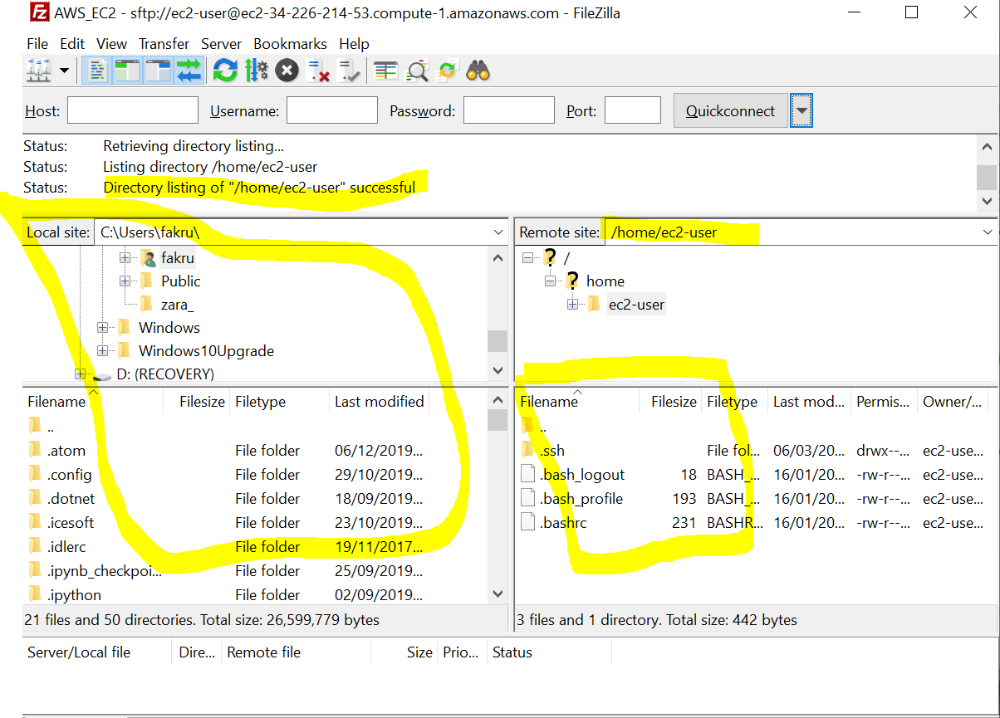 AWS_EC2 - sftp://ec2-user@ec2-34-226-214-53.compute-1.amazonaws.com - FileZilla
File Edit View Transfer Server Bookmarks Help
Host: Username: Password: Port: Quickconnect
Status: Retrieving directory listing...
Status: Listing directory /home/ec2-user
Status: Directory listing of "/home/ec2-user" successful
Local site: C:\Users\fakru\
fakru
Public
zara_
Windows
Windows10Upgrade
D: (RECOVERY)
Filename Filesize Filetype Last modified
..
.atom File folder 06/12/2019...
.config File folder 29/10/2019...
.dotnet File folder 18/09/2019...
.icesoft File folder 23/10/2019...
.idlerc File folder 19/11/2017...
.ipynb_checkpoi... File folder 25/09/2019...
.ipython File folder 02/09/2019...
21 files and 50 directories. Total size: 26,599,779 bytes
Remote site: /home/ec2-user
/
home
ec2-user
Filename Filesize Filetype Last mod... Permis... Owner/...
..
.ssh File fol... 06/03/20... drwx--... ec2-use...
.bash_logout 18 BASH_... 16/01/20... -rw-r--... ec2-use...
.bash_profile 193 BASH_... 16/01/20... -rw-r--... ec2-use...
.bashrc 231 BASHR... 16/01/20... -rw-r--... ec2-use...
3 files and 1 directory. Total size: 442 bytes
Server/Local file Dire... Remote file Size Prio... Status